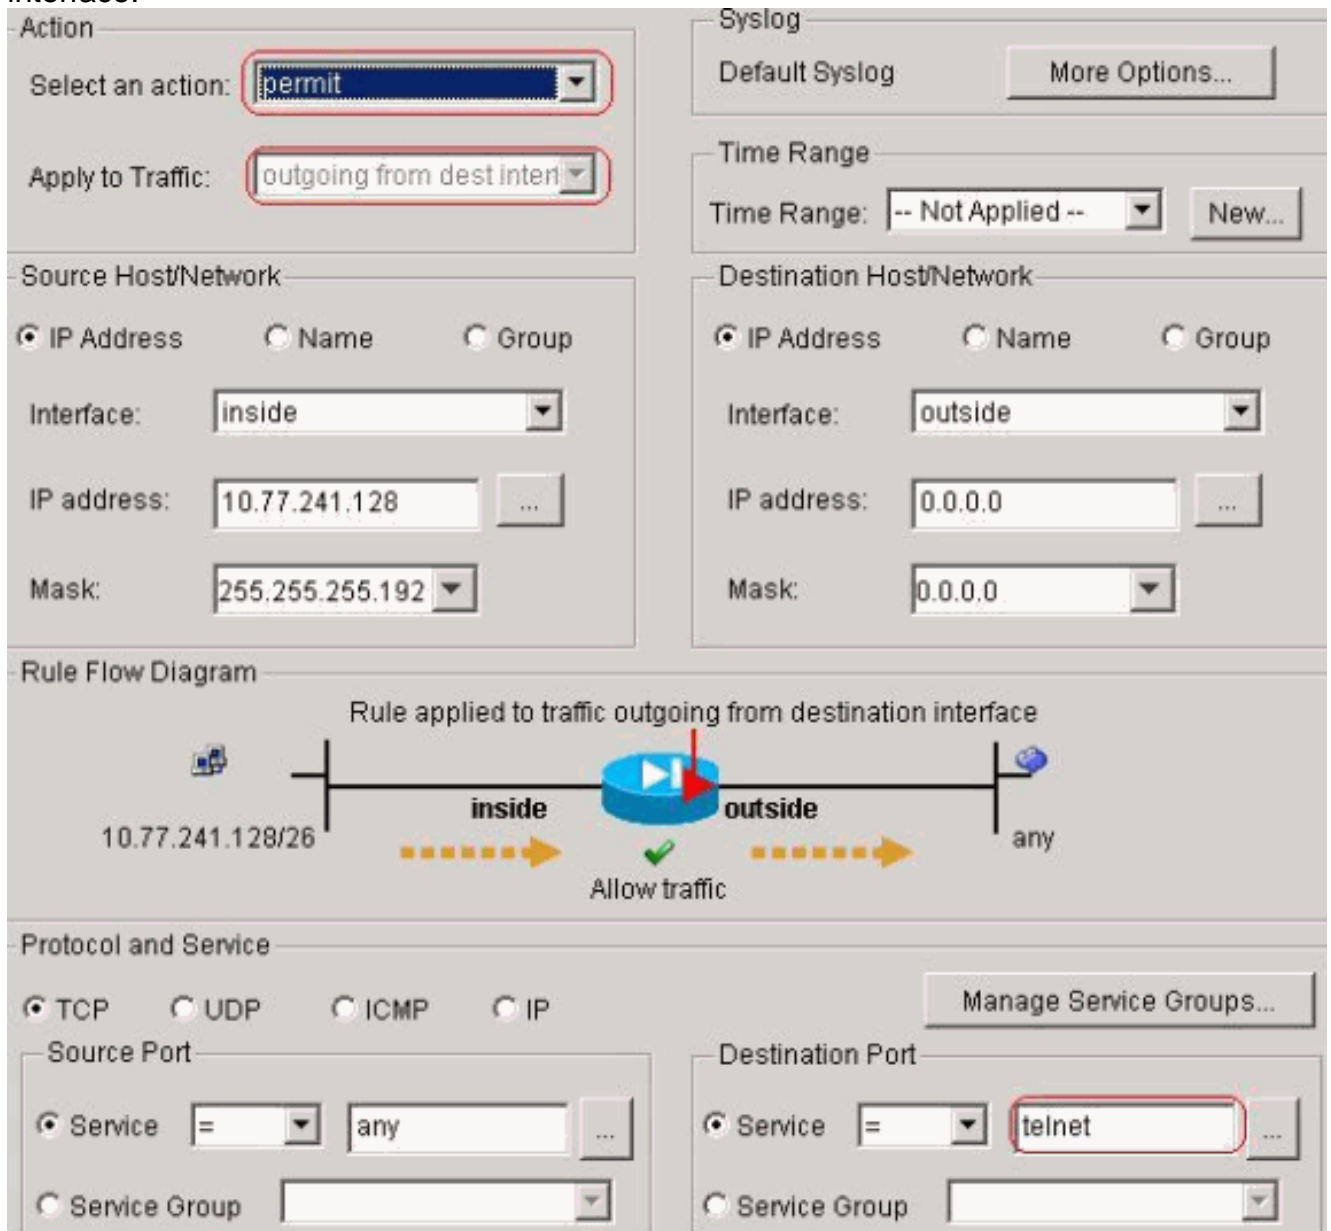 interface.
Action
Select an action: permit
Apply to Traffic: outgoing from dest interf
Syslog
Default Syslog More Options...
Time Range
Time Range: -- Not Applied -- New...
Source Host/Network
IP Address Name Group
Interface: inside
IP address: 10.77.241.128 ...
Mask: 255.255.255.192
Destination Host/Network
IP Address Name Group
Interface: outside
IP address: 0.0.0.0 ...
Mask: 0.0.0.0
Rule Flow Diagram
Rule applied to traffic outgoing from destination interface
inside outside
10.77.241.128/26 any
Allow traffic
Protocol and Service
TCP UDP ICMP IP Manage Service Groups...
Source Port
Service = any ...
Service Group
Destination Port
Service = telnet ...
Service Group